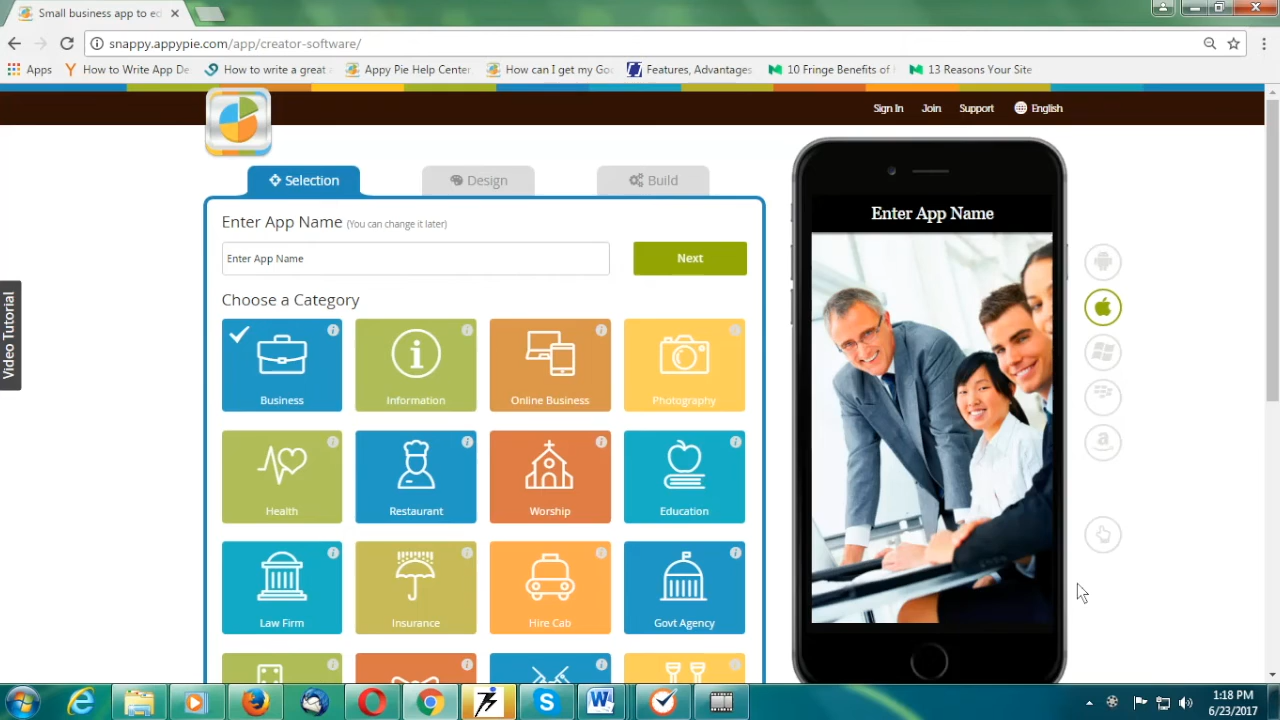 Small business app to ec
snappy.appypie.com/app/creator-software/
Apps
How to Write App De
How to write a great
Appy Pie Help Center
How can I get my Goo
Features, Advantages
10 Fringe Benefits of
13 Reasons Your Site
Sign In
Join
Support
English
Selection
Design
Build
Enter App Name (You can change it later)
Enter App Name
Next
Choose a Category
Business
Information
Online Business
Photography
Health
Restaurant
Worship
Education
Law Firm
Insurance
Hire Cab
Govt Agency
Video Tutorial
Enter App Name
1:18 PM
6/23/2017